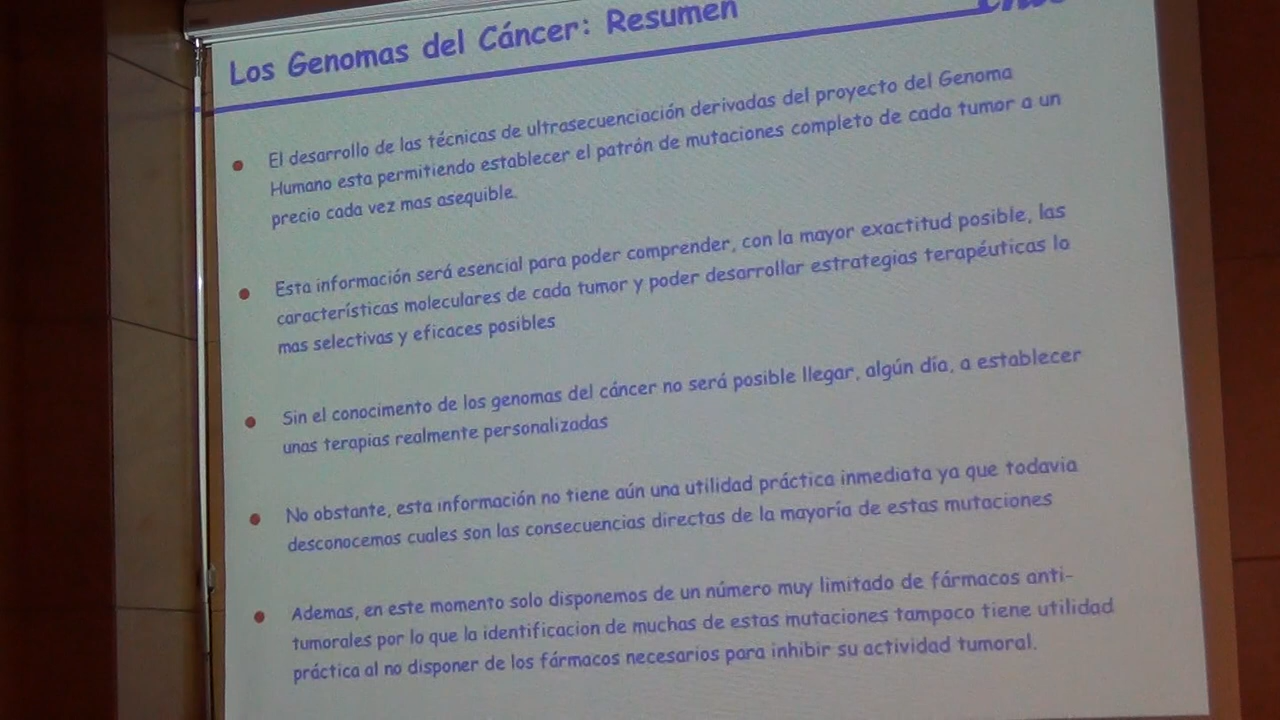 Los Genomas del Cáncer: Resumen
El desarrollo de las técnicas de ultrasecuenciación derivadas del proyecto del Genoma
Humano esta permitiendo establecer el patrón de mutaciones completo de cada tumor a un
precio cada vez mas asequible.
Esta información será esencial para poder comprender, con la mayor exactitud posible, las
características moleculares de cada tumor y poder desarrollar estrategias terapéuticas lo
mas selectivas y eficaces posibles
Sin el conocimento de los genomas del cáncer no será posible llegar, algún día, a establecer
unas terapias realmente personalizadas
No obstante, esta información no tiene aún una utilidad práctica inmediata ya que todavia
desconocemos cuales son las consecuencias directas de la mayoría de estas mutaciones
Ademas, en este momento solo disponemos de un número muy limitado de fármacos anti-
tumorales por lo que la identificacion de muchas de estas mutaciones tampoco tiene utilidad
práctica al no disponer de los fármacos necesarios para inhibir su actividad tumoral.